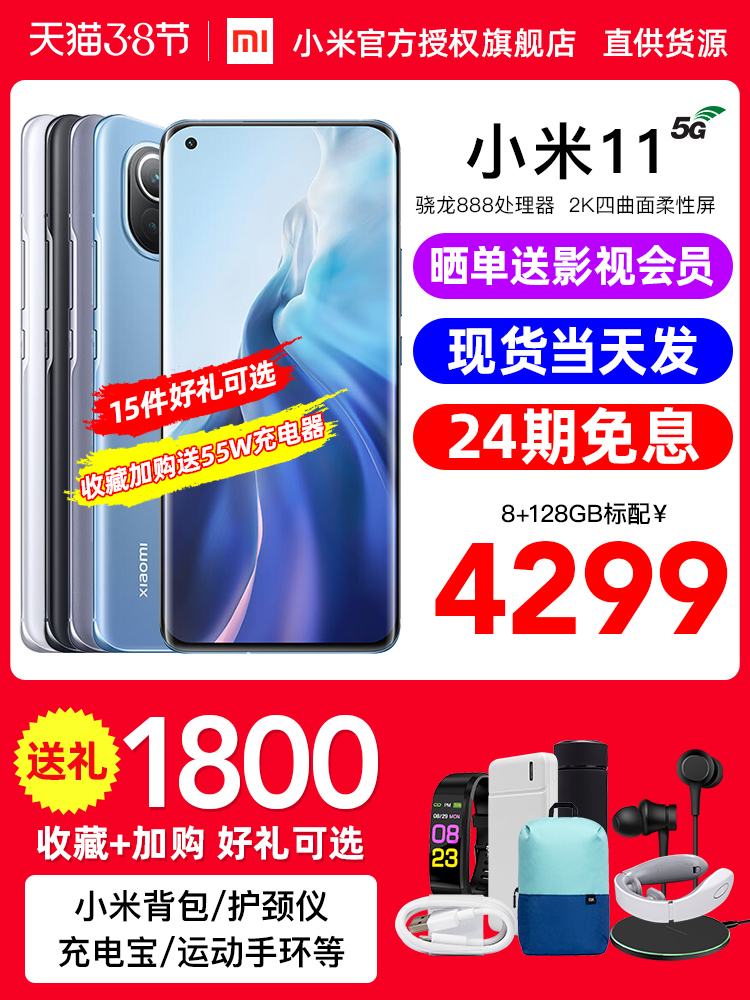 天猫3.8节 mi 小米官方授权旗舰店 直供货源
小米11 5G
骁龙888处理器 2K四曲面柔性屏
晒单送影视会员
现货当天发
24期免息
15件好礼可选
收藏加购送55W充电器
xiaomi
8+128GB标配￥
4299
送礼
1800
收藏+加购 好礼可选
小米背包/护颈仪
充电宝/运动手环等
08/29 MON
08
23